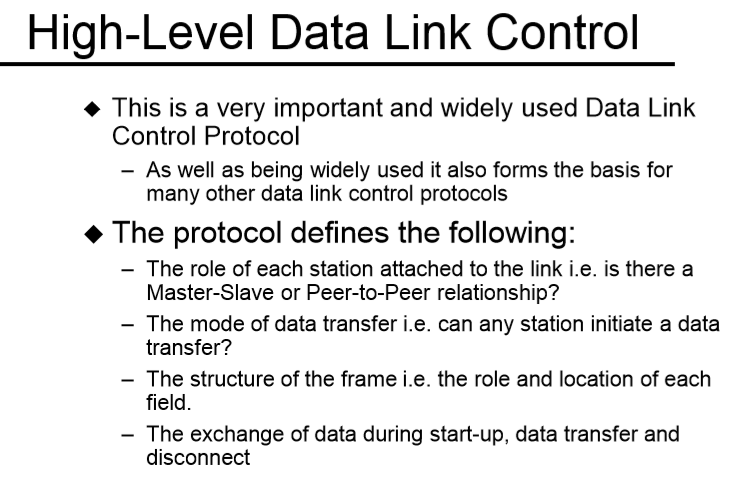 High-Level Data Link Control
◆ This is a very important and widely used Data Link
Control Protocol
– As well as being widely used it also forms the basis for
many other data link control protocols
◆ The protocol defines the following:
– The role of each station attached to the link i.e. is there a
Master-Slave or Peer-to-Peer relationship?
– The mode of data transfer i.e. can any station initiate a data
transfer?
– The structure of the frame i.e. the role and location of each
field.
– The exchange of data during start-up, data transfer and
disconnect